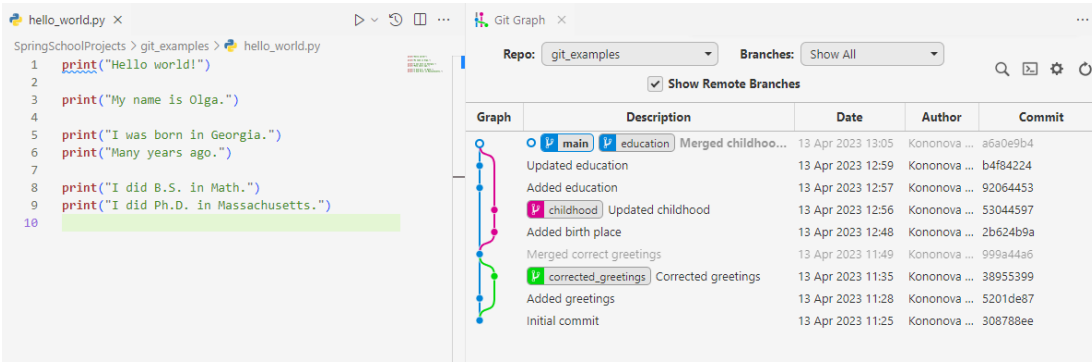 hello_world.py
SpringSchoolProjects > git_examples > hello_world.py
1 print("Hello world!")
2
3 print("My name is Olga.")
4
5 print("I was born in Georgia.")
6 print("Many years ago.")
7
8 print("I did B.S. in Math.")
9 print("I did Ph.D. in Massachusetts.")
10
Git Graph
Repo: git_examples Branches: Show All
Show Remote Branches
Graph Description Date Author Commit
main education Merged childhoo... 13 Apr 2023 13:05 Kononova ... a6a0e9b4
Updated education 13 Apr 2023 12:59 Kononova ... b4f84224
Added education 13 Apr 2023 12:57 Kononova ... 92064453
childhood Updated childhood 13 Apr 2023 12:56 Kononova ... 53044597
Added birth place 13 Apr 2023 12:48 Kononova ... 2b624b9a
Merged correct greetings 13 Apr 2023 11:49 Kononova ... 999a44a6
corrected_greetings Corrected greetings 13 Apr 2023 11:35 Kononova ... 38955399
Added greetings 13 Apr 2023 11:28 Kononova ... 5201de87
Initial commit 13 Apr 2023 11:25 Kononova ... 308788ee